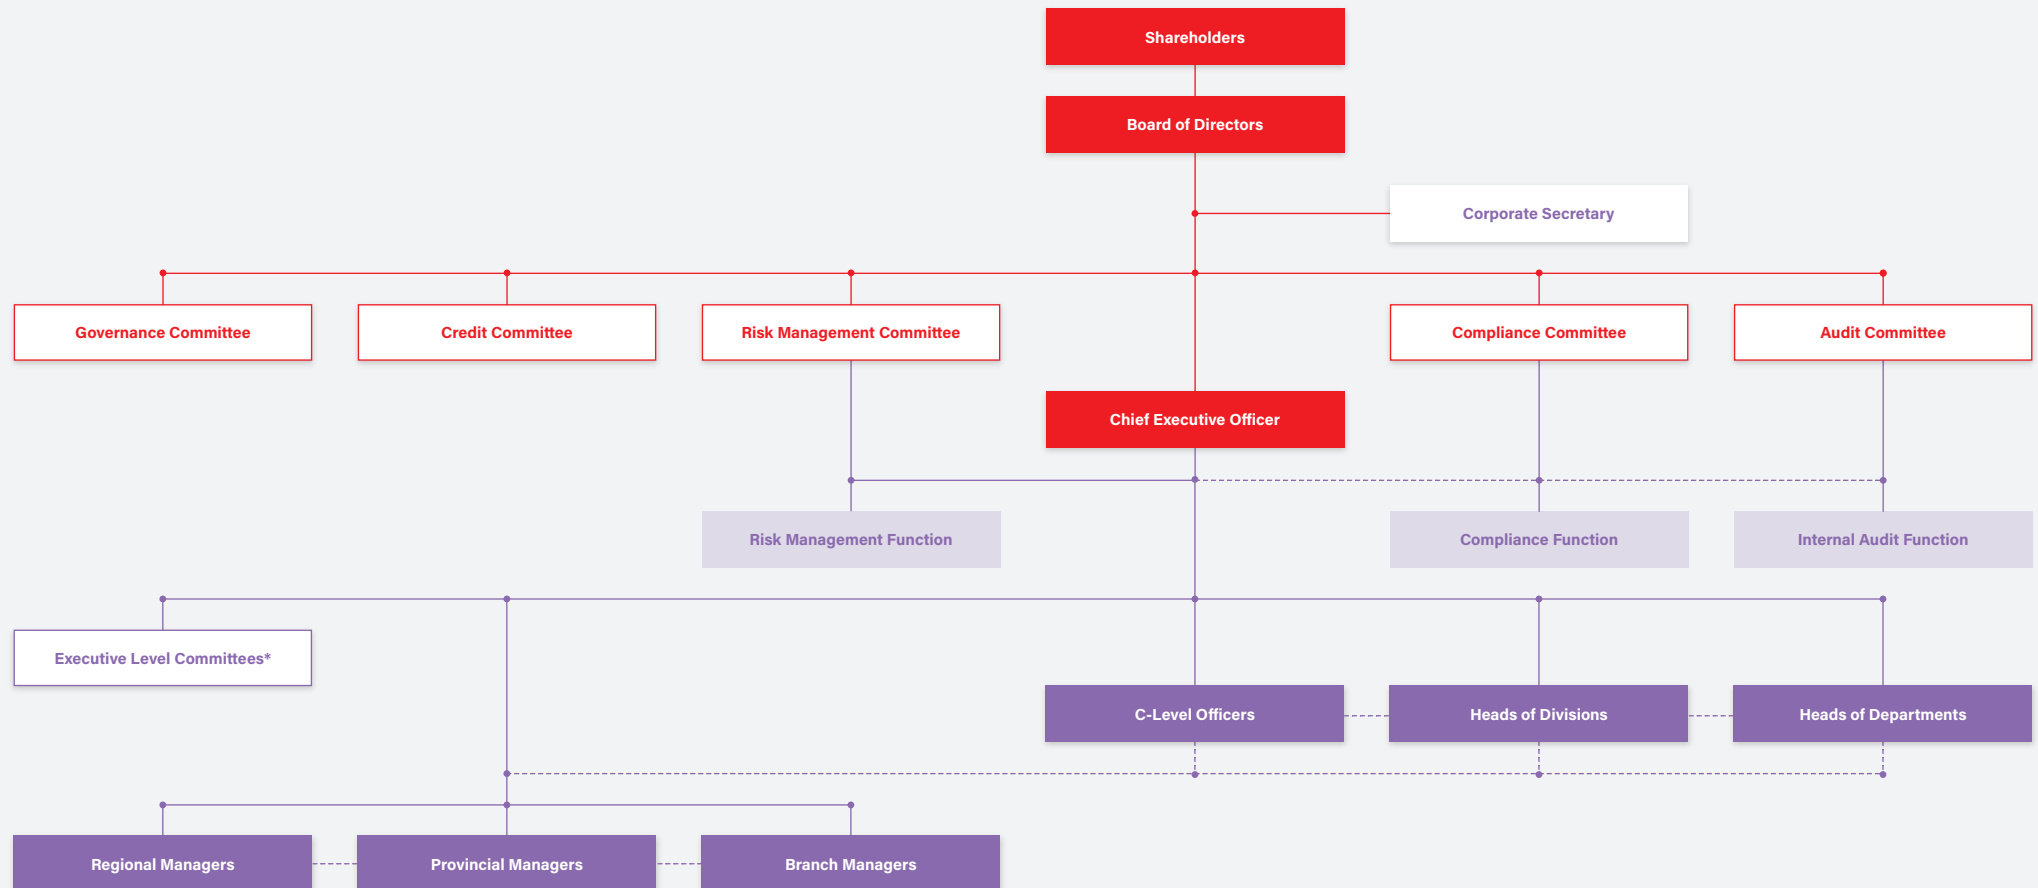 Shareholders
Board of Directors
Corporate Secretary
Governance Committee
Credit Committee
Risk Management Committee
Compliance Committee
Audit Committee
Chief Executive Officer
Risk Management Function
Compliance Function
Internal Audit Function
Executive Level Committees*
C-Level Officers
Heads of Divisions
Heads of Departments
Regional Managers
Provincial Managers
Branch Managers